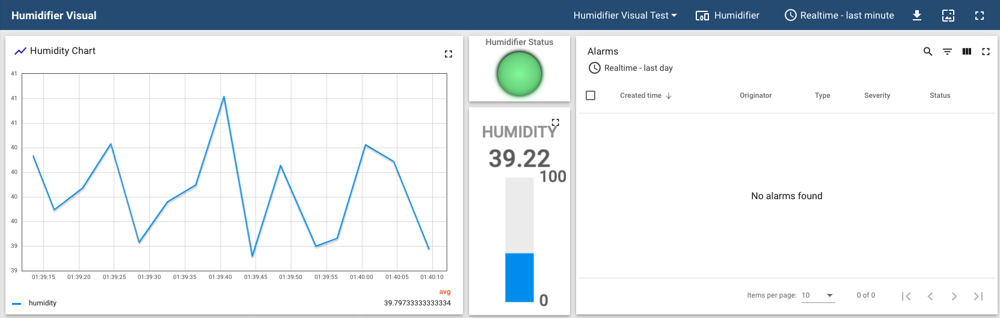 Humidifier Visual
Humidifier Visual Test
Humidifier
Realtime - last minute
Humidity Chart
41
41
41
40
40
40
40
39
39
01:39:15 01:39:20 01:39:25 01:39:30 01:39:35 01:39:40 01:39:45 01:39:50 01:39:55 01:40:00 01:40:05 01:40:10
avg
humidity 39.79733333333334
Humidifier Status
HUMIDITY
39.22
100
0
Alarms
Realtime - last day
Created time Originator Type Severity Status
No alarms found
Items per page: 10 0 of 0